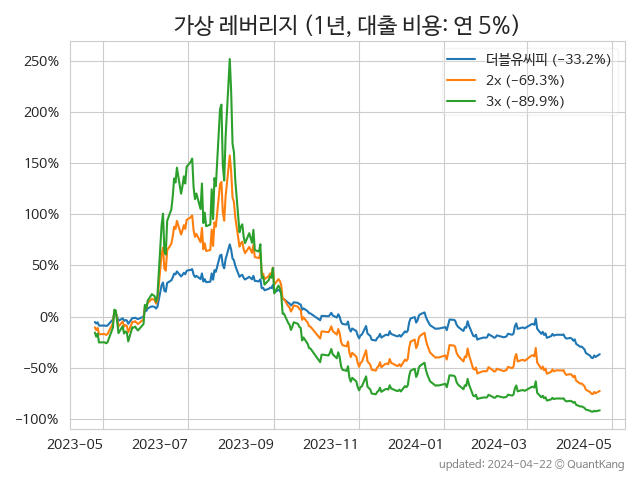 가상 레버리지 (1년, 대출 비용: 연 5%)
더블유씨피 (-33.2%)
2x (-69.3%)
3x (-89.9%)
250%
200%
150%
100%
50%
0%
-50%
-100%
2023-05 2023-07 2023-09 2023-11 2024-01 2024-03 2024-05
updated: 2024-04-22 © QuantKang